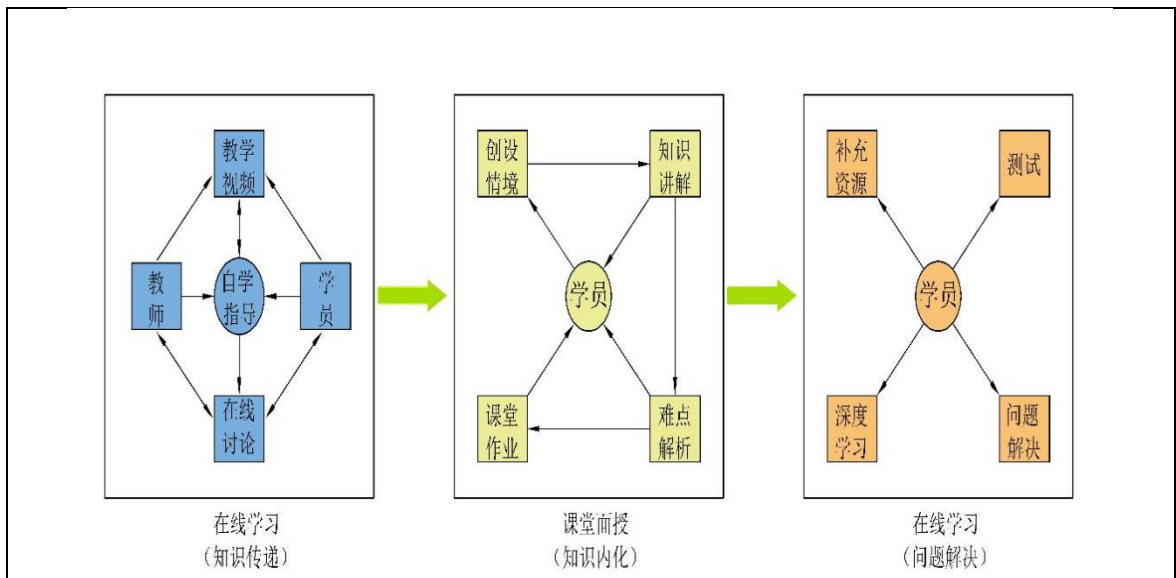 教学
视频
教
师
自学
指导
学
员
在线
讨论
在线学习
（知识传递）
创设
情境
知识
讲解
学员
课堂
作业
难点
解析
课堂面授
（知识内化）
补充
资源
测试
学员
深度
学习
问题
解决
在线学习
（问题解决）